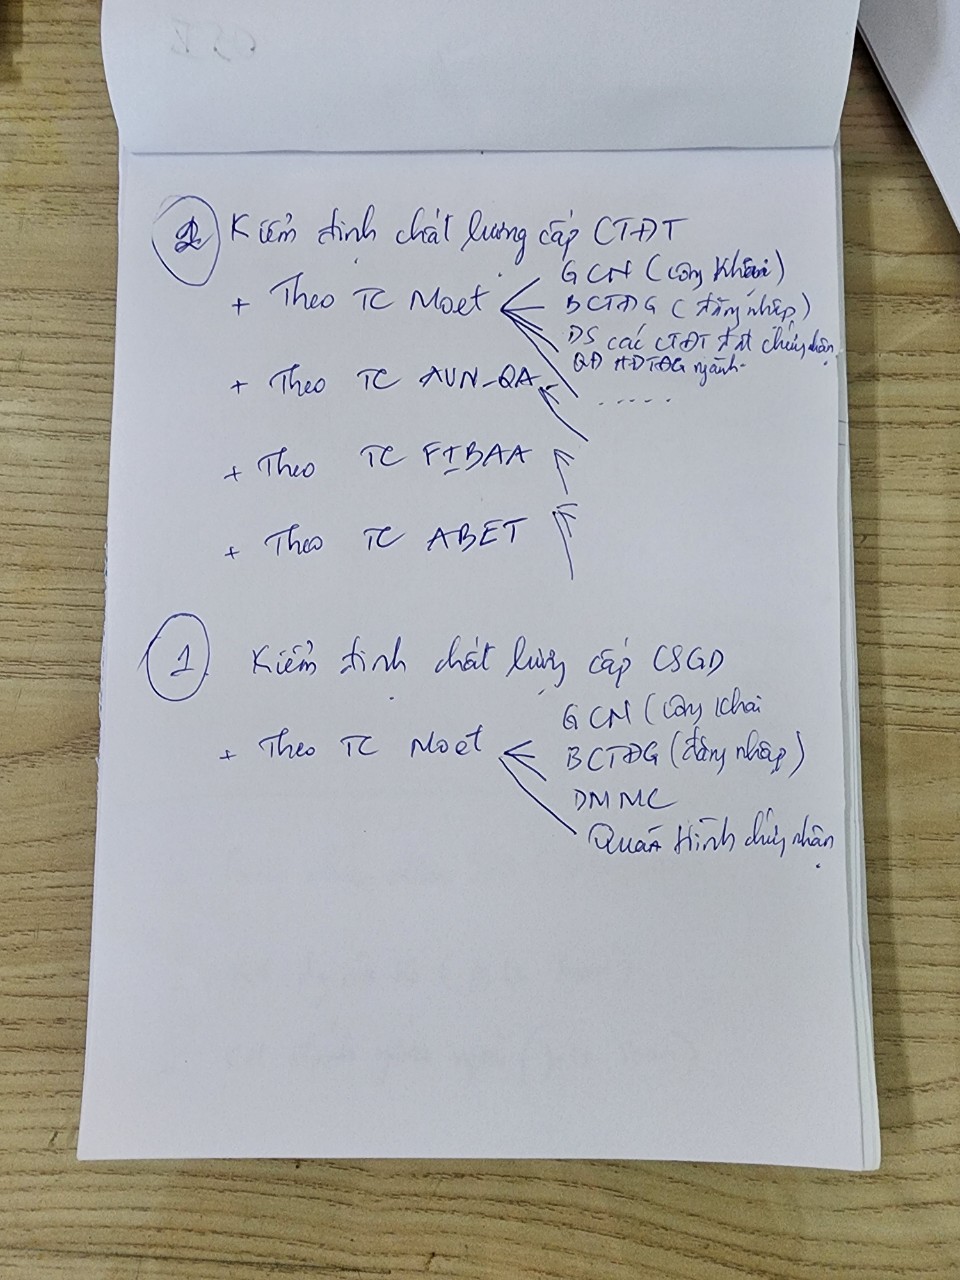 2 Kiểm định chất lượng cấp CTĐT
+ Theo TC Moet
GCN (công khai)
BCTĐG (đăng nhập)
DS các CTĐT đạt chứng nhận
QĐ HĐTĐG ngành
.....
+ Theo TC AUN-QA
+ Theo TC FIBAA
+ Theo TC ABET
1 Kiểm định chất lượng cấp CSGD
+ Theo TC Moet
GCN (công khai
BCTĐG (đăng nhập)
DMMC
Quá trình chứng nhận